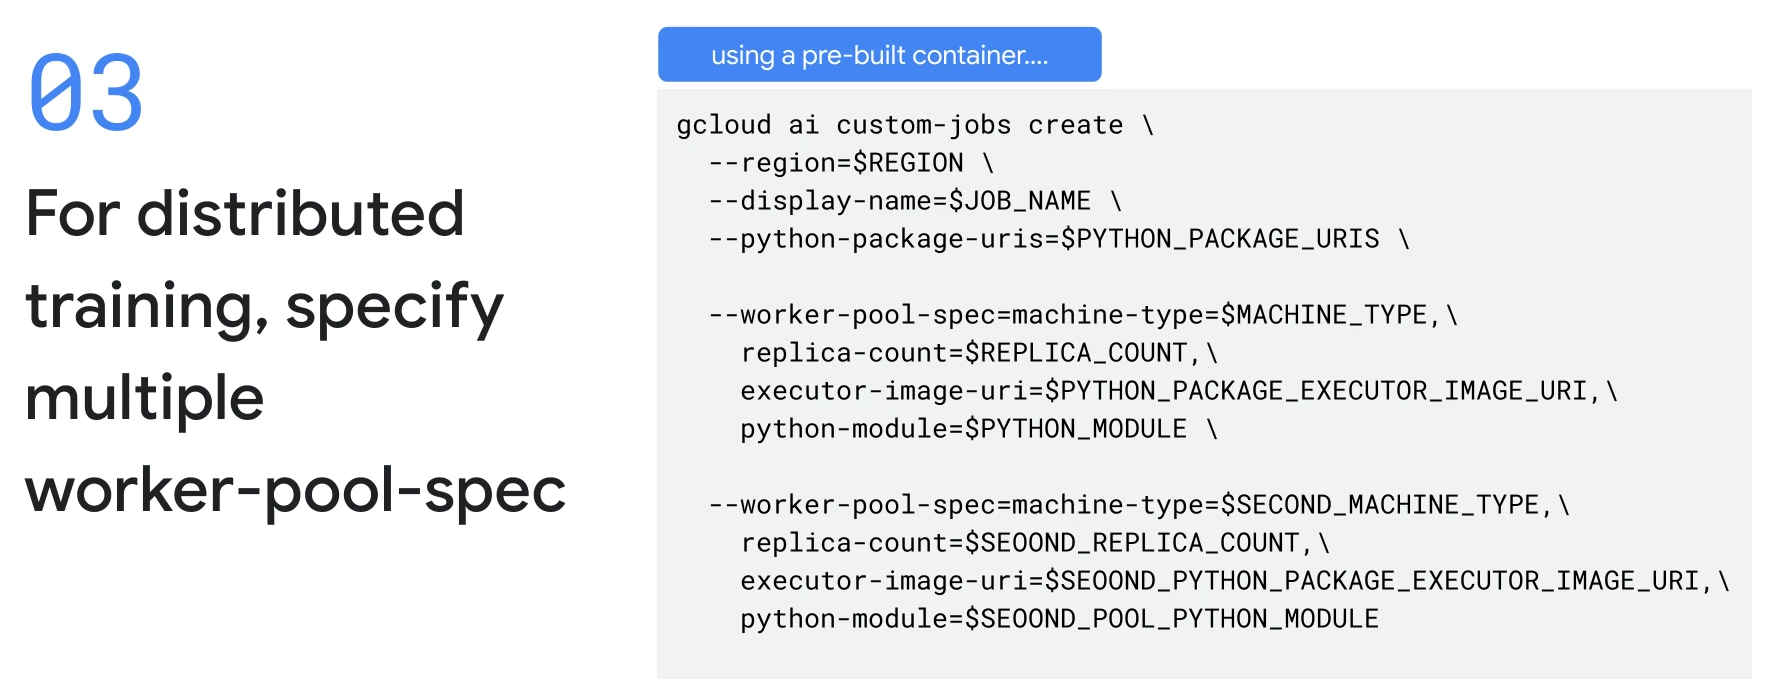 03
For distributed
training, specify
multiple
worker-pool-spec
using a pre-built container....
gcloud ai custom-jobs create \
--region=$REGION \
--display-name=$JOB_NAME \
--python-package-uris=$PYTHON_PACKAGE_URIS \
--worker-pool-spec=machine-type=$MACHINE_TYPE,\
replica-count=$REPLICA_COUNT,\
executor-image-uri=$PYTHON_PACKAGE_EXECUTOR_IMAGE_URI,\
python-module=$PYTHON_MODULE \
--worker-pool-spec=machine-type=$SECOND_MACHINE_TYPE,\
replica-count=$SEOOND_REPLICA_COUNT,\
executor-image-uri=$SEOOND_PYTHON_PACKAGE_EXECUTOR_IMAGE_URI,\
python-module=$SEOOND_POOL_PYTHON_MODULE